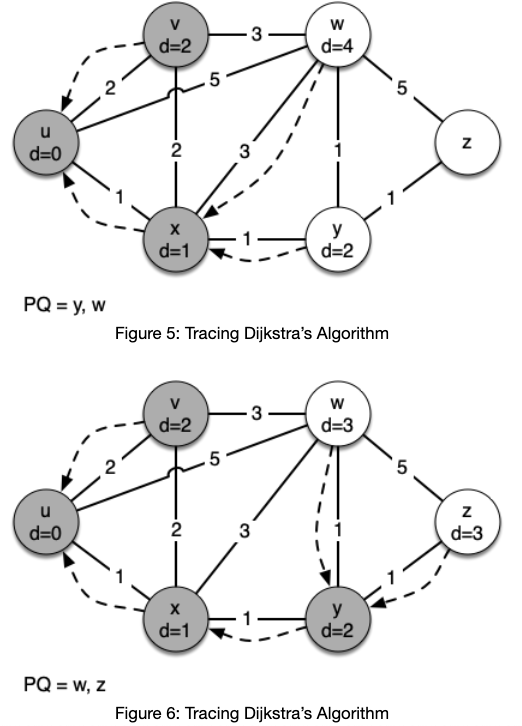 v
d=2
3
w
d=4
2
5
5
u
d=0
2
3
1
z
1
1
x
d=1
1
y
d=2
PQ = y, w
Figure 5: Tracing Dijkstra's Algorithm
v
d=2
3
w
d=3
2
5
5
u
d=0
2
3
1
z
d=3
1
1
x
d=1
1
y
d=2
PQ = w, z
Figure 6: Tracing Dijkstra's Algorithm